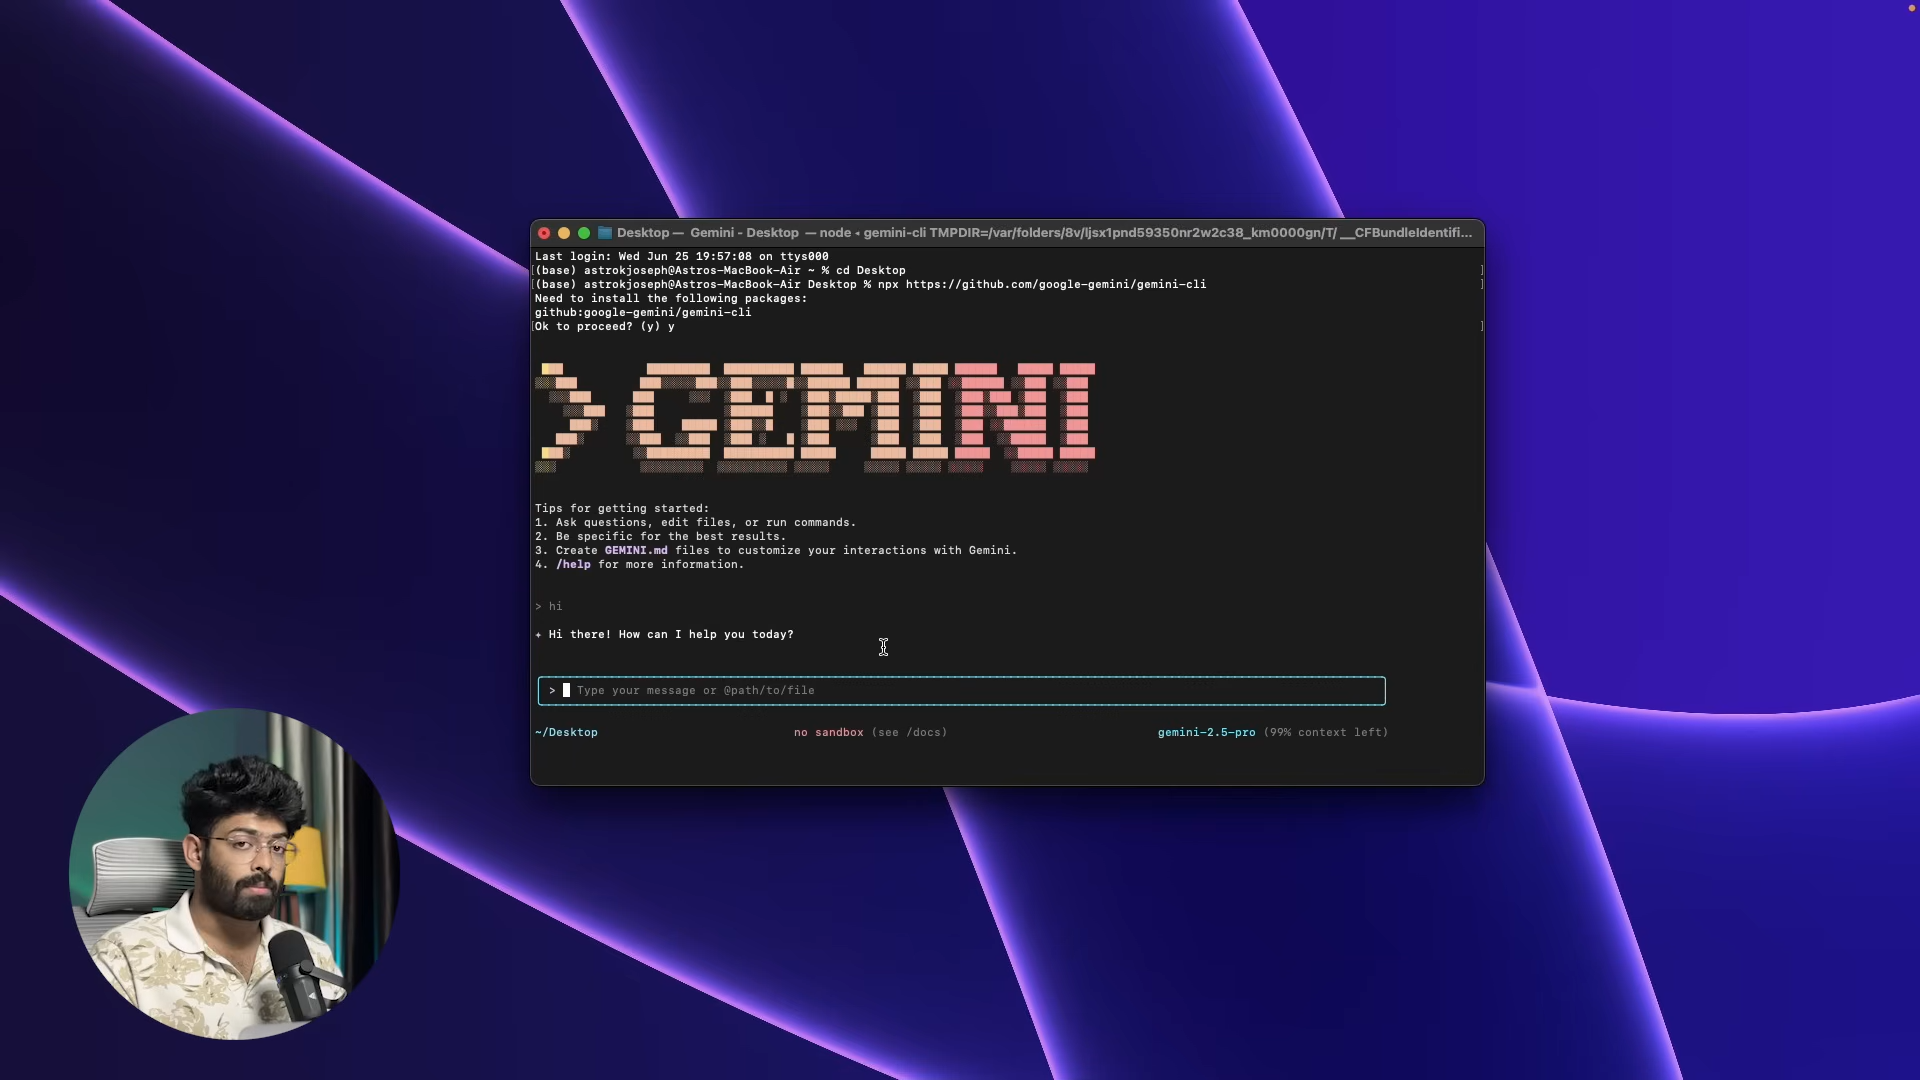 Desktop — Gemini - Desktop — node ◂ gemini-cli TMPDIR=/var/folders/8v/ljsx1pnd59350nr2w2c38_km0000gn/T/ __CFBundleIdentifi...
Last login: Wed Jun 25 19:57:08 on ttys000
[(base) astrokjoseph@Astros-MacBook-Air ~ % cd Desktop ]
[(base) astrokjoseph@Astros-MacBook-Air Desktop % npx https://github.com/google-gemini/gemini-cli ]
Need to install the following packages:
github:google-gemini/gemini-cli
[Ok to proceed? (y) y ]
> GEMINI
Tips for getting started:
1. Ask questions, edit files, or run commands.
2. Be specific for the best results.
3. Create GEMINI.md files to customize your interactions with Gemini.
4. /help for more information.
> hi
✦ Hi there! How can I help you today?
> Type your message or @path/to/file
~/Desktop no sandbox (see /docs) gemini-2.5-pro (99% context left)